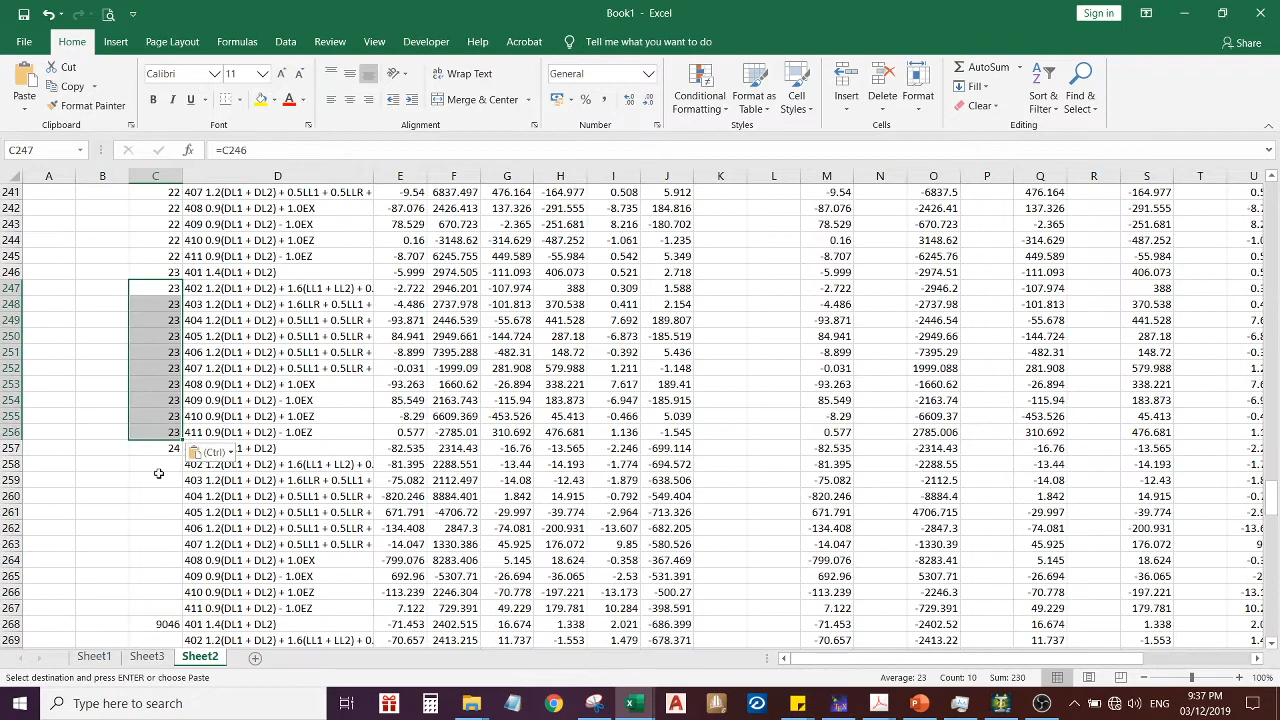 Book1 - Excel
Sign in
File Home Insert Page Layout Formulas Data Review View Developer Help Acrobat Tell me what you want to do Share
Paste Cut Copy Format Painter Clipboard
Calibri 11 B I U A Font
Wrap Text Merge & Center Alignment
General % Number
Conditional Formatting Format as Table Cell Styles Styles
Insert Delete Format Cells
AutoSum Fill Clear Sort & Filter Find & Select Editing
C247 fx =C246
A B C D E F G H I J K L M N O P Q R S T U
241 22 407 1.2(DL1 + DL2) + 0.5LL1 + 0.5LLR + -9.54 6837.497 476.164 -164.977 0.508 5.912 -9.54 -6837.5 476.164 -164.977 0.5
242 22 408 0.9(DL1 + DL2) + 1.0EX -87.076 2426.413 137.326 -291.555 -8.735 184.816 -87.076 -2426.41 137.326 -291.555 -8.7
243 22 409 0.9(DL1 + DL2) - 1.0EX 78.529 670.723 -2.365 -251.681 8.216 -180.702 78.529 -670.723 -2.365 -251.681 8.2
244 22 410 0.9(DL1 + DL2) + 1.0EZ 0.16 -3148.62 -314.629 -487.252 -1.061 -1.235 0.16 3148.62 -314.629 -487.252 -1.0
245 22 411 0.9(DL1 + DL2) - 1.0EZ -8.707 6245.755 449.589 -55.984 0.542 5.349 -8.707 -6245.76 449.589 -55.984 0.5
246 23 401 1.4(DL1 + DL2) -5.999 2974.505 -111.093 406.073 0.521 2.718 -5.999 -2974.51 -111.093 406.073 0.5
247 23 402 1.2(DL1 + DL2) + 1.6(LL1 + LL2) + 0. -2.722 2946.201 -107.974 388 0.309 1.588 -2.722 -2946.2 -107.974 388 0.3
248 23 403 1.2(DL1 + DL2) + 1.6LLR + 0.5LL1 + -4.486 2737.978 -101.813 370.538 0.411 2.154 -4.486 -2737.98 -101.813 370.538 0.4
249 23 404 1.2(DL1 + DL2) + 0.5LL1 + 0.5LLR + -93.871 2446.539 -55.678 441.528 7.692 189.807 -93.871 -2446.54 -55.678 441.528 7.6
250 23 405 1.2(DL1 + DL2) + 0.5LL1 + 0.5LLR + 84.941 2949.661 -144.724 287.18 -6.873 -185.519 84.941 -2949.66 -144.724 287.18 -6.8
251 23 406 1.2(DL1 + DL2) + 0.5LL1 + 0.5LLR + -8.899 7395.288 -482.31 148.72 -0.392 5.436 -8.899 -7395.29 -482.31 148.72 -0.3
252 23 407 1.2(DL1 + DL2) + 0.5LL1 + 0.5LLR + -0.031 -1999.09 281.908 579.988 1.211 -1.148 -0.031 1999.088 281.908 579.988 1.2
253 23 408 0.9(DL1 + DL2) + 1.0EX -93.263 1660.62 -26.894 338.221 7.617 189.41 -93.263 -1660.62 -26.894 338.221 7.6
254 23 409 0.9(DL1 + DL2) - 1.0EX 85.549 2163.743 -115.94 183.873 -6.947 -185.915 85.549 -2163.74 -115.94 183.873 -6.9
255 23 410 0.9(DL1 + DL2) + 1.0EZ -8.29 6609.369 -453.526 45.413 -0.466 5.039 -8.29 -6609.37 -453.526 45.413 -0.4
256 23 411 0.9(DL1 + DL2) - 1.0EZ 0.577 -2785.01 310.692 476.681 1.136 -1.545 0.577 2785.008 310.692 476.681 1.1
257 24 (Ctrl) 1 + DL2) -82.535 2314.47 -16.76 -13.565 -2.246 -699.114 -82.535 -2314.47 -16.76 -13.565 -2.2
258 402 1.2(DL1 + DL2) + 1.6(LL1 + LL2) + 0. -81.395 2288.551 -13.44 -14.193 -1.774 -694.572 -81.395 -2288.55 -13.44 -14.193 -1.7
259 403 1.2(DL1 + DL2) + 1.6LLR + 0.5LL1 + -75.082 2112.497 -14.08 -12.43 -1.879 -638.506 -75.082 -2112.5 -14.08 -12.43 -1.8
260 404 1.2(DL1 + DL2) + 0.5LL1 + 0.5LLR + -820.246 8884.401 1.842 14.915 -0.792 -549.404 -820.246 -8884.4 1.842 14.915 -0.7
261 405 1.2(DL1 + DL2) + 0.5LL1 + 0.5LLR + 671.791 -4706.72 -29.997 -39.774 -2.964 -713.326 671.791 4706.715 -29.997 -39.774 -2.9
262 406 1.2(DL1 + DL2) + 0.5LL1 + 0.5LLR + -134.408 2847.3 -74.081 -200.931 -13.607 -682.205 -134.408 -2847.3 -74.081 -200.931 -13.6
263 407 1.2(DL1 + DL2) + 0.5LL1 + 0.5LLR + -14.047 1330.386 45.925 176.072 9.85 -580.526 -14.047 -1330.39 45.925 176.072 9
264 408 0.9(DL1 + DL2) + 1.0EX -799.076 8283.406 5.145 18.624 -0.358 -367.469 -799.076 -8283.41 5.145 18.624 -0.3
265 409 0.9(DL1 + DL2) - 1.0EX 692.96 -5307.71 -26.694 -36.065 -2.53 -531.391 692.96 5307.71 -26.694 -36.065 -2
266 410 0.9(DL1 + DL2) + 1.0EZ -113.239 2246.304 -70.778 -197.221 -13.173 -500.27 -113.239 -2246.3 -70.778 -197.221 -13.1
267 411 0.9(DL1 + DL2) - 1.0EZ 7.122 729.391 49.229 179.781 10.284 -398.591 7.122 -729.391 49.229 179.781 10.2
268 9046 401 1.4(DL1 + DL2) -71.453 2402.515 16.674 1.338 2.021 -686.399 -71.453 -2402.52 16.674 1.338 2.0
269 402 1.2(DL1 + DL2) + 1.6(LL1 + LL2) + 0. -70.657 2413.215 11.737 -1.553 1.479 -678.371 -70.657 -2413.22 11.737 -1.553 1.4
Sheet1 Sheet3 Sheet2
Select destination and press ENTER or choose Paste Average: 23 Count: 10 Sum: 230 100%
Type here to search
9:37 PM
03/12/2019